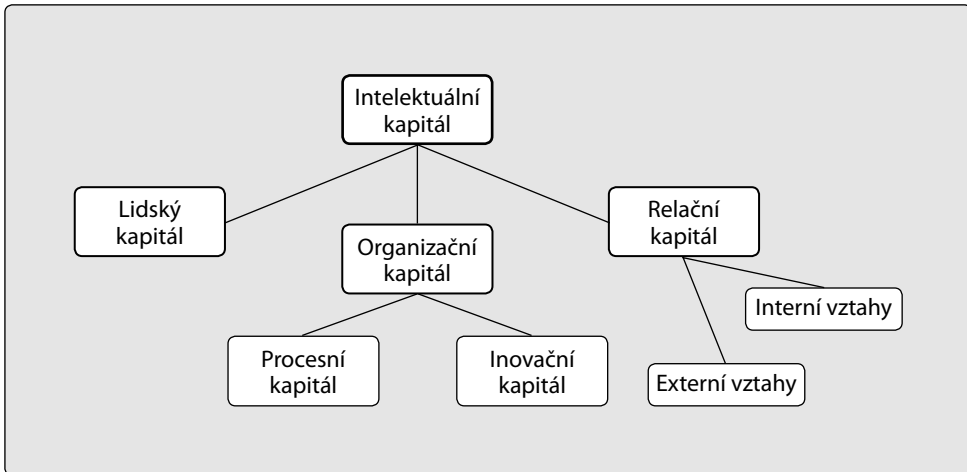 Intelektuální
kapitál
Lidský
kapitál
Relační
kapitál
Organizační
kapitál
Interní vztahy
Procesní
kapitál
Inovační
kapitál
Externí vztahy